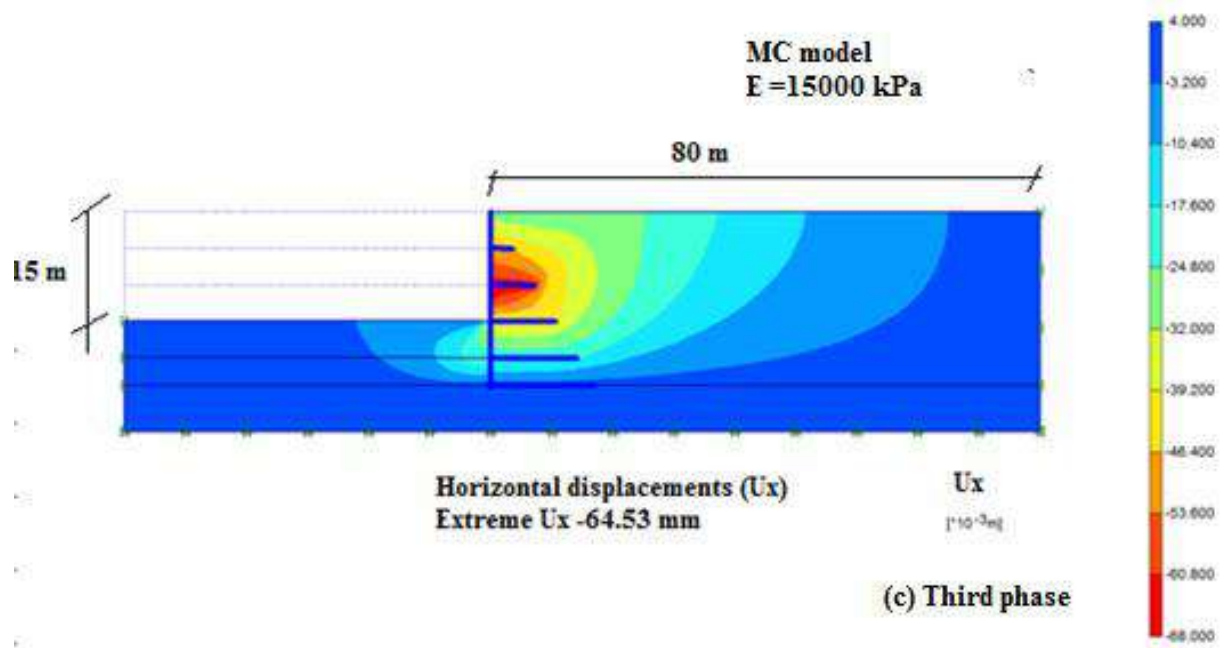 MC model
E =15000 kPa
80 m
15 m
Horizontal displacements (Ux)
Extreme Ux -64.53 mm
Ux
[*10⁻³m]
(c) Third phase
4.000
-3.200
-10.400
-17.600
-24.800
-32.000
-39.200
-46.400
-53.600
-60.800
-68.000